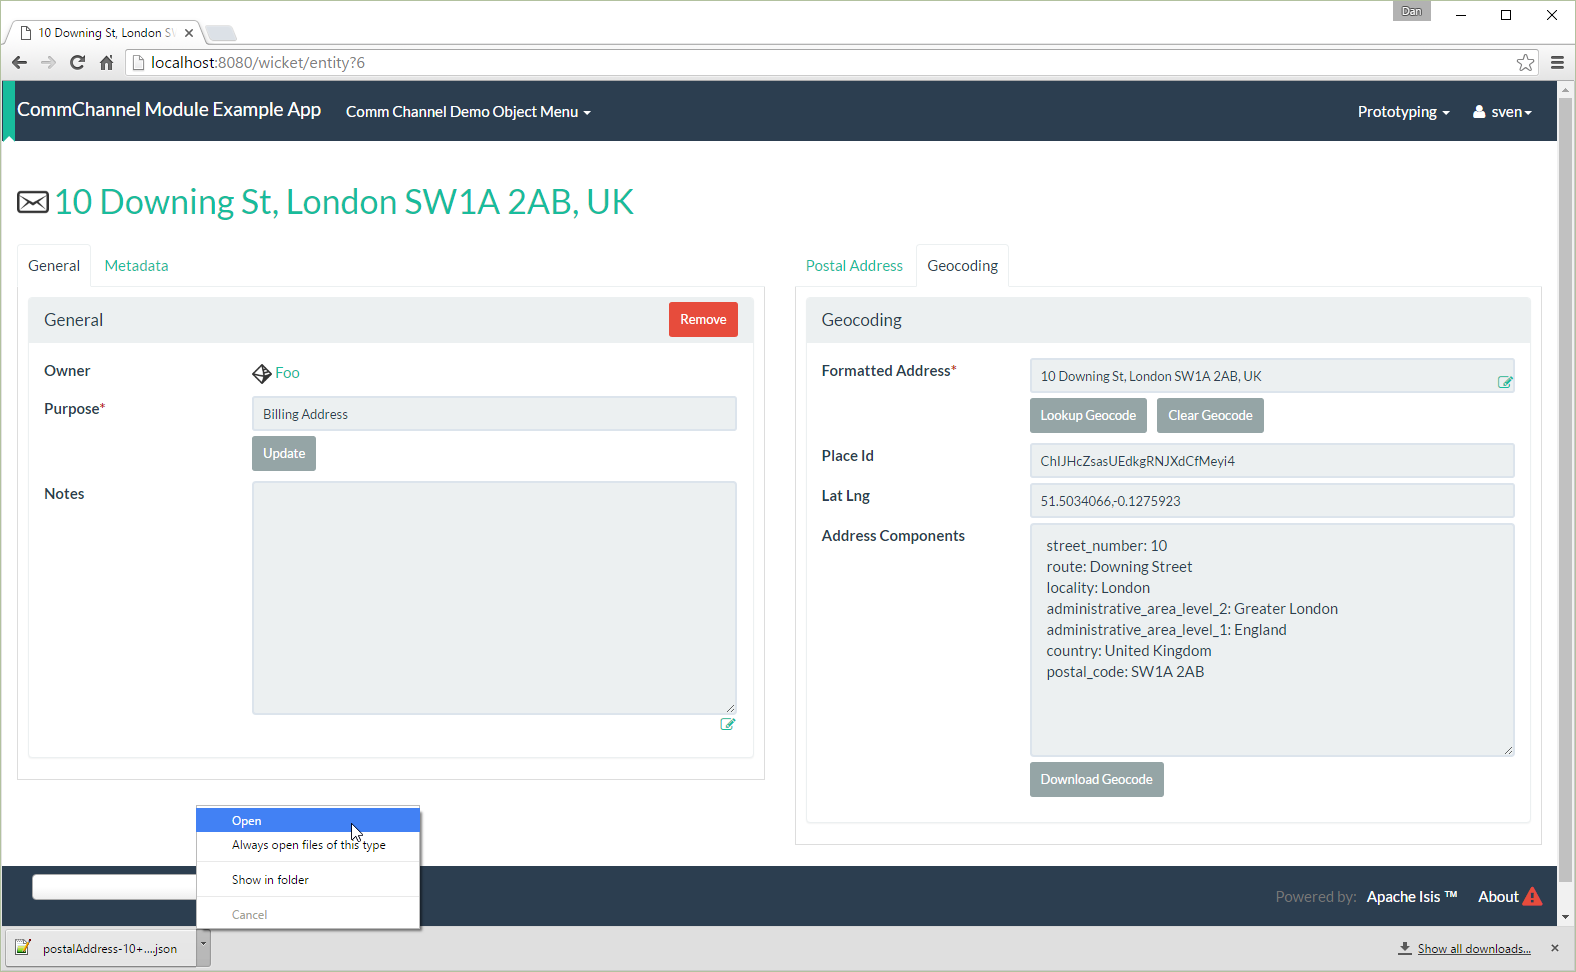 Dan
10 Downing St, London SW
localhost:8080/wicket/entity?6
CommChannel Module Example App
Comm Channel Demo Object Menu
Prototyping
sven
10 Downing St, London SW1A 2AB, UK
General
Metadata
General
Remove
Owner
Foo
Purpose*
Billing Address
Update
Notes
Postal Address
Geocoding
Geocoding
Formatted Address*
10 Downing St, London SW1A 2AB, UK
Lookup Geocode
Clear Geocode
Place Id
ChIJHcZsasUEdkgRNJXdCfMeyi4
Lat Lng
51.5034066,-0.1275923
Address Components
street_number: 10
route: Downing Street
locality: London
administrative_area_level_2: Greater London
administrative_area_level_1: England
country: United Kingdom
postal_code: SW1A 2AB
Download Geocode
Open
Always open files of this type
Show in folder
Cancel
Powered by: Apache Isis ™
About
postalAddress-10+....json
Show all downloads...